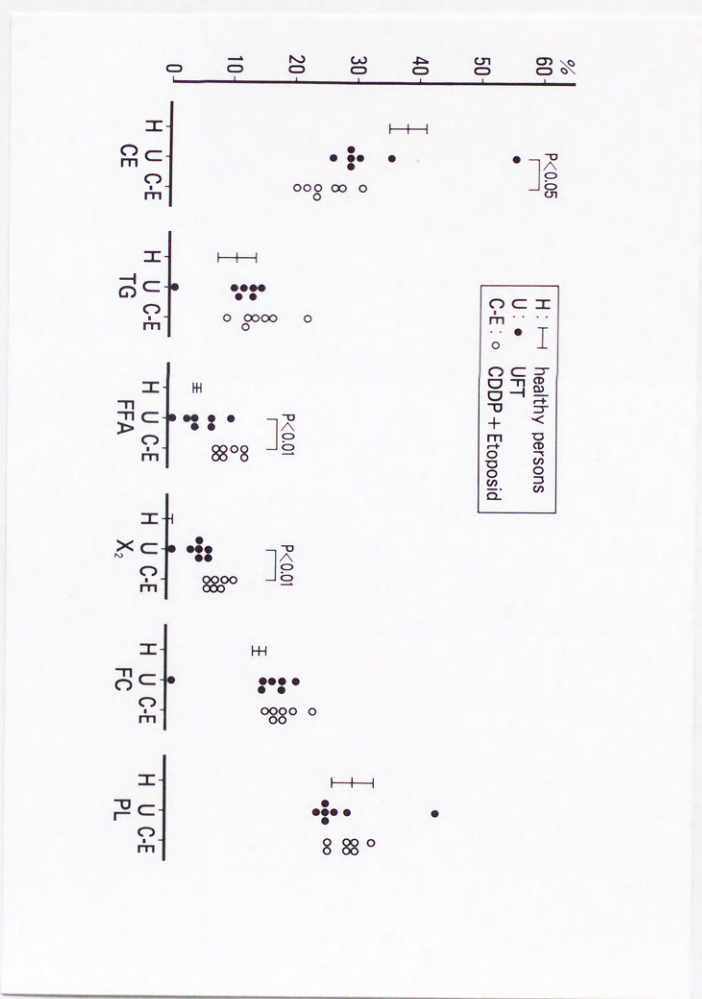 %
60
50
40
30
20
10
0
P<0.05
H : healthy persons
U : ● UFT
C-E : ○ CDDP + Etoposid
P<0.01
P<0.01
H U C-E
CE
H U C-E
TG
H U C-E
FFA
H U C-E
X₂
H U C-E
FC
H U C-E
PL